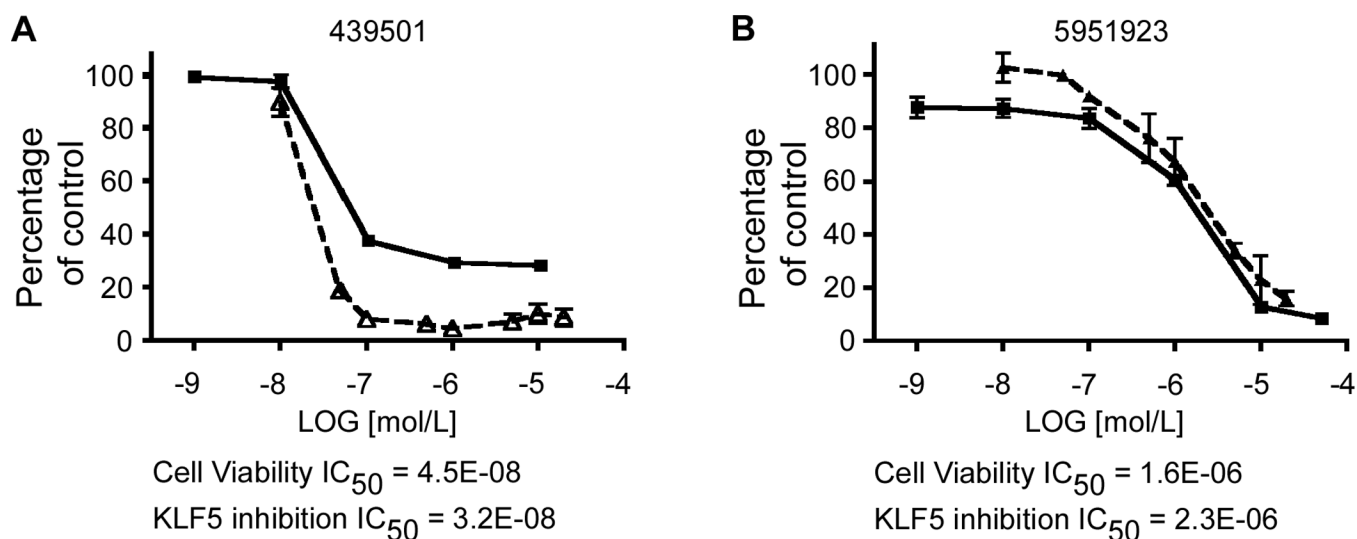 A
439501
Percentage
of control
100
80
60
40
20
0
-9 -8 -7 -6 -5 -4
LOG [mol/L]
Cell Viability IC50 = 4.5E-08
KLF5 inhibition IC50 = 3.2E-08
B
5951923
Percentage
of control
100
80
60
40
20
0
-9 -8 -7 -6 -5 -4
LOG [mol/L]
Cell Viability IC50 = 1.6E-06
KLF5 inhibition IC50 = 2.3E-06